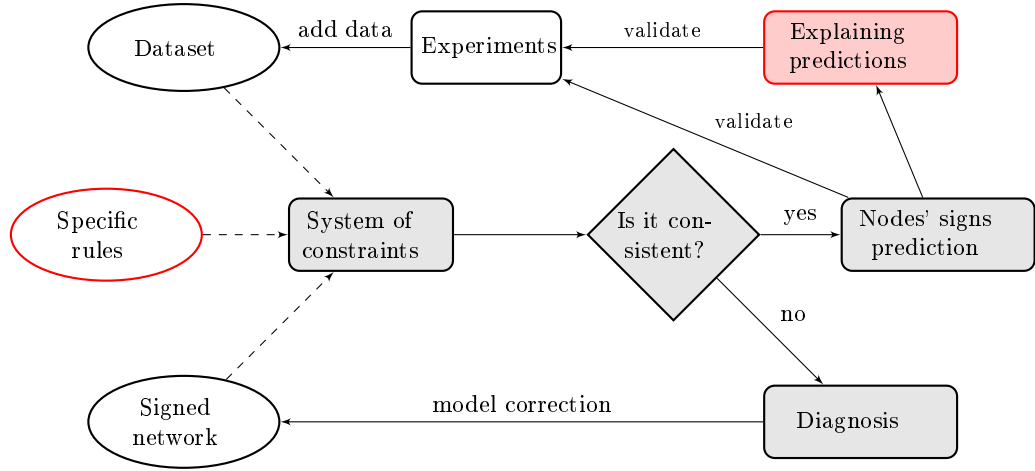 Dataset
add data
Experiments
validate
Explaining
predictions
validate
Specific
rules
System of
constraints
Is it con-
sistent?
yes
Nodes' signs
prediction
no
Signed
network
model correction
Diagnosis